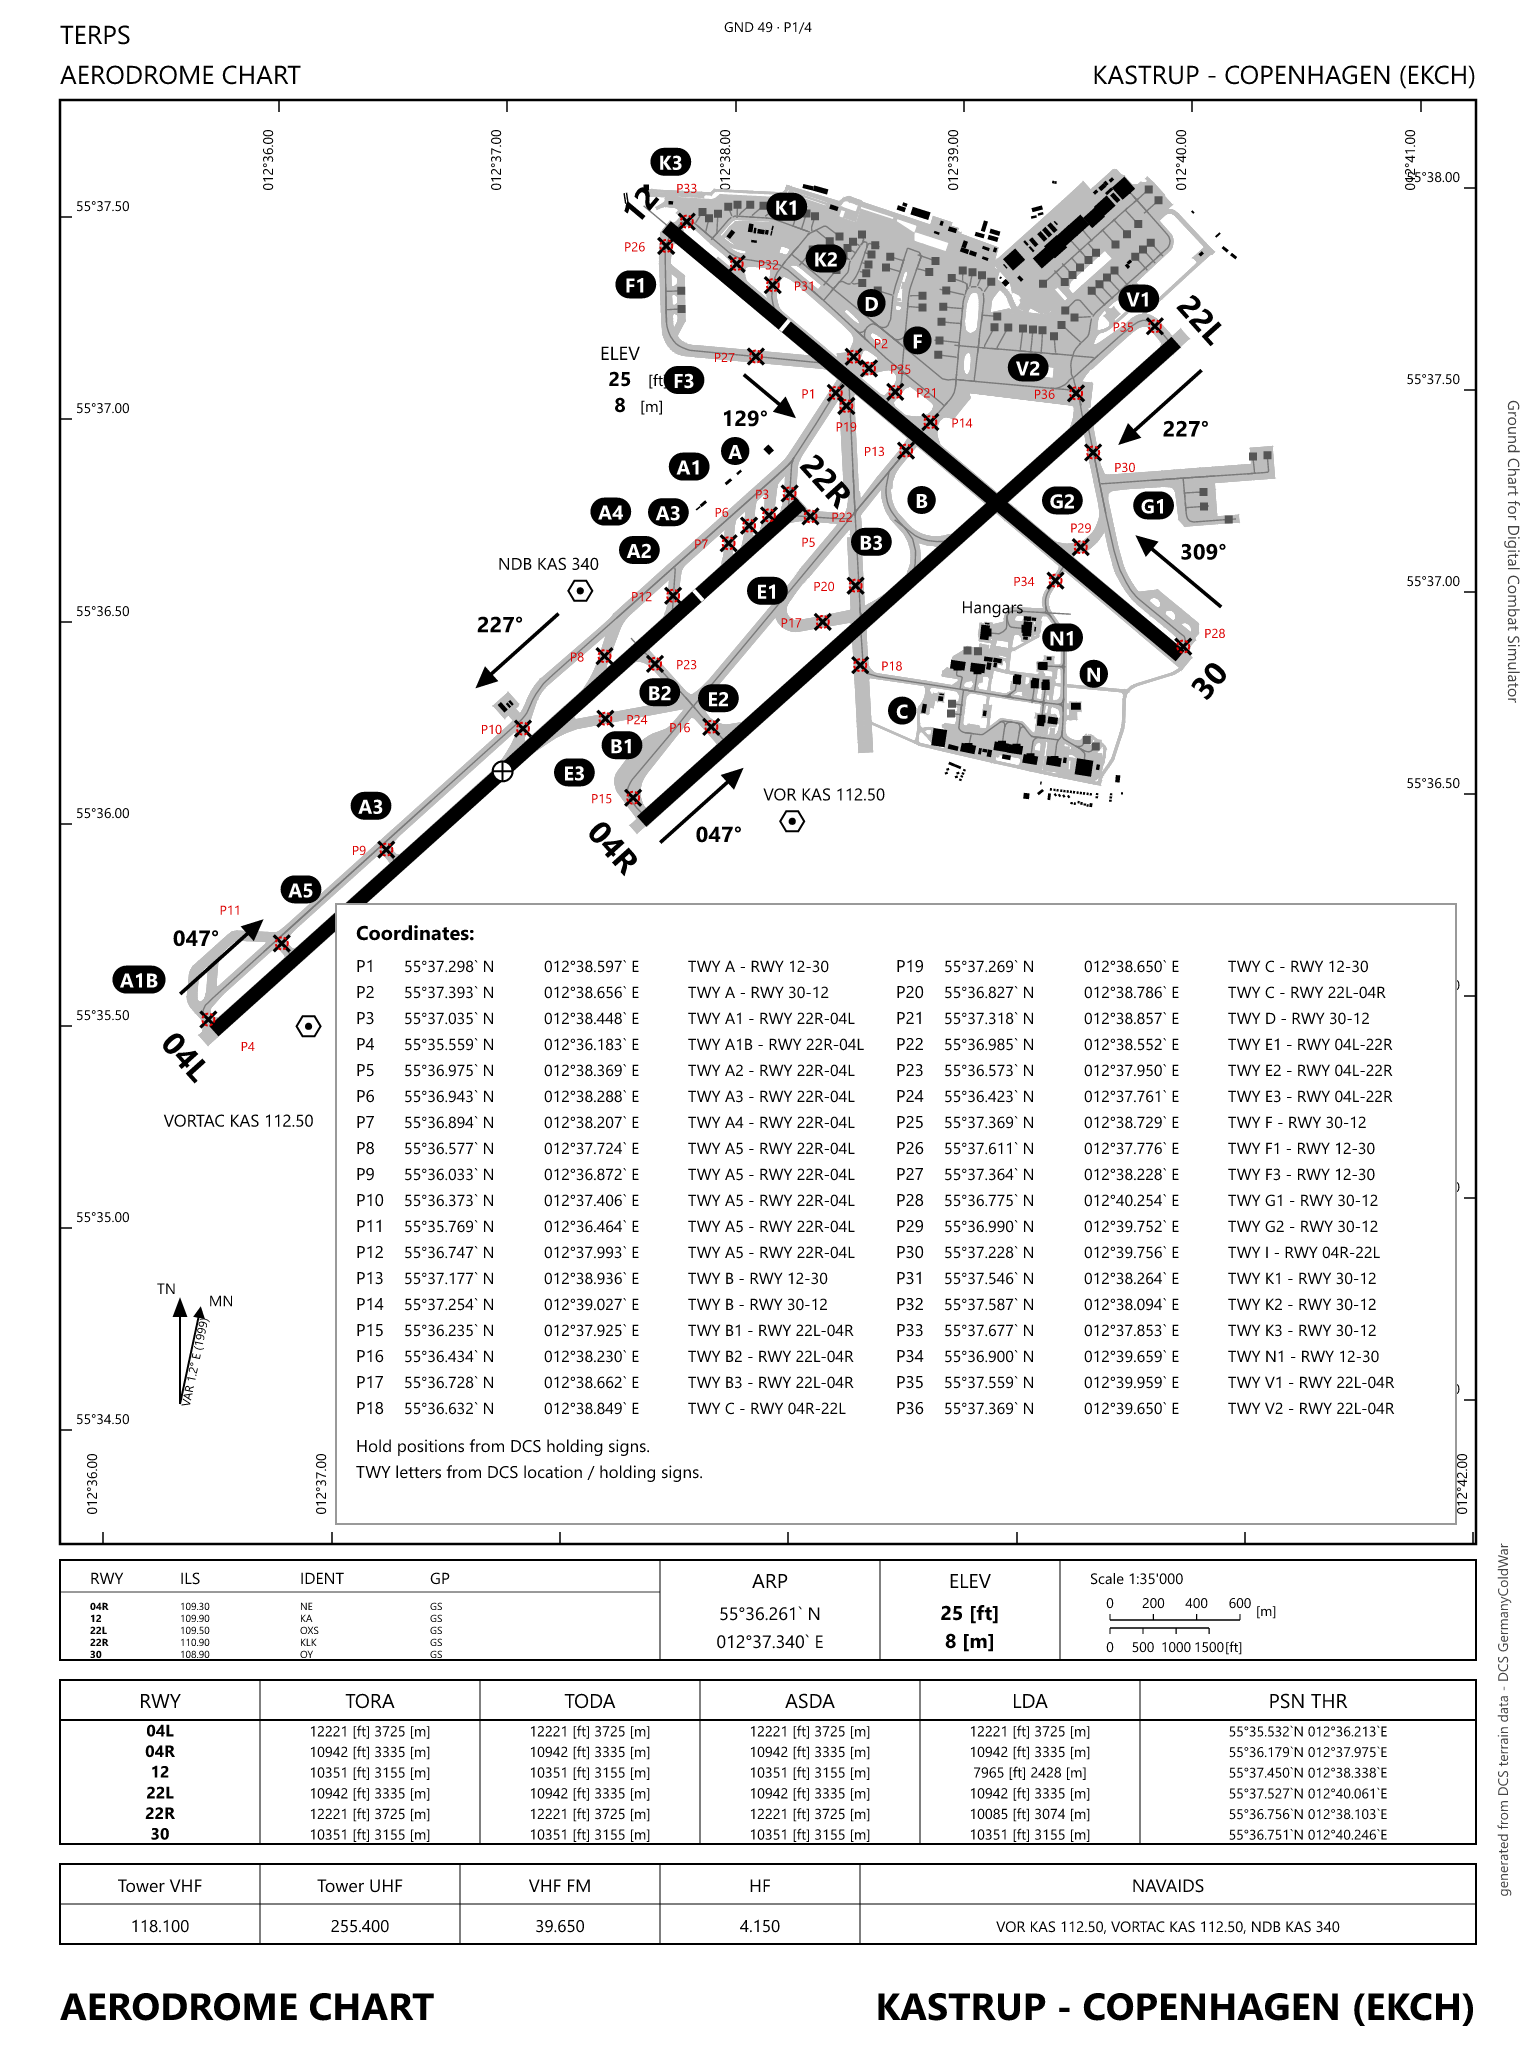 GND 49 · P1/4
TERPS
AERODROME CHART
KASTRUP - COPENHAGEN (EKCH)
012°36.00
012°37.00
012°38.00
012°39.00
012°40.00
012°41.00
55°38.00
55°37.50
55°37.00
55°36.50
55°36.00
55°35.50
55°35.00
55°34.50
55°37.50
55°37.00
55°36.50
K3
P33
12
K1
P26
P32
K2
F1
P31
D
V1
22L
P35
ELEV
25 [ft]
8 [m]
F3
P27
P2
F
P25
V2
P1
P21
P36
129°
P19
P14
227°
A
P13
A1
22R
P30
P3
A4
A3
P6
P22
B
G2
G1
P7
P5
B3
P29
309°
A2
NDB KAS 340
P12
E1
P20
P34
Hangars
227°
P17
N1
P28
P8
P23
P18
N
30
B2
E2
C
P10
P24
P16
B1
E3
P15
VOR KAS 112.50
A3
04R
047°
P9
A5
P11
047°
A1B
04L
P4
VORTAC KAS 112.50
TN
MN
VAR 1.2° E (1999)
012°36.00
012°37.00
012°42.00
Coordinates:
P1 55°37.298` N 012°38.597` E TWY A - RWY 12-30
P2 55°37.393` N 012°38.656` E TWY A - RWY 30-12
P3 55°37.035` N 012°38.448` E TWY A1 - RWY 22R-04L
P4 55°35.559` N 012°36.183` E TWY A1B - RWY 22R-04L
P5 55°36.975` N 012°38.369` E TWY A2 - RWY 22R-04L
P6 55°36.943` N 012°38.288` E TWY A3 - RWY 22R-04L
P7 55°36.894` N 012°38.207` E TWY A4 - RWY 22R-04L
P8 55°36.577` N 012°37.724` E TWY A5 - RWY 22R-04L
P9 55°36.033` N 012°36.872` E TWY A5 - RWY 22R-04L
P10 55°36.373` N 012°37.406` E TWY A5 - RWY 22R-04L
P11 55°35.769` N 012°36.464` E TWY A5 - RWY 22R-04L
P12 55°36.747` N 012°37.993` E TWY A5 - RWY 22R-04L
P13 55°37.177` N 012°38.936` E TWY B - RWY 12-30
P14 55°37.254` N 012°39.027` E TWY B - RWY 30-12
P15 55°36.235` N 012°37.925` E TWY B1 - RWY 22L-04R
P16 55°36.434` N 012°38.230` E TWY B2 - RWY 22L-04R
P17 55°36.728` N 012°38.662` E TWY B3 - RWY 22L-04R
P18 55°36.632` N 012°38.849` E TWY C - RWY 04R-22L
P19 55°37.269` N 012°38.650` E TWY C - RWY 12-30
P20 55°36.827` N 012°38.786` E TWY C - RWY 22L-04R
P21 55°37.318` N 012°38.857` E TWY D - RWY 30-12
P22 55°36.985` N 012°38.552` E TWY E1 - RWY 04L-22R
P23 55°36.573` N 012°37.950` E TWY E2 - RWY 04L-22R
P24 55°36.423` N 012°37.761` E TWY E3 - RWY 04L-22R
P25 55°37.369` N 012°38.729` E TWY F - RWY 30-12
P26 55°37.611` N 012°37.776` E TWY F1 - RWY 12-30
P27 55°37.364` N 012°38.228` E TWY F3 - RWY 12-30
P28 55°36.775` N 012°40.254` E TWY G1 - RWY 30-12
P29 55°36.990` N 012°39.752` E TWY G2 - RWY 30-12
P30 55°37.228` N 012°39.756` E TWY I - RWY 04R-22L
P31 55°37.546` N 012°38.264` E TWY K1 - RWY 30-12
P32 55°37.587` N 012°38.094` E TWY K2 - RWY 30-12
P33 55°37.677` N 012°37.853` E TWY K3 - RWY 30-12
P34 55°36.900` N 012°39.659` E TWY N1 - RWY 12-30
P35 55°37.559` N 012°39.959` E TWY V1 - RWY 22L-04R
P36 55°37.369` N 012°39.650` E TWY V2 - RWY 22L-04R
Hold positions from DCS holding signs.
TWY letters from DCS location / holding signs.
RWY ILS IDENT GP
04R 109.30 NE GS
12 109.90 KA GS
22L 109.50 OXS GS
22R 110.90 KLK GS
30 108.90 OY GS
ARP
55°36.261` N
012°37.340` E
ELEV
25 [ft]
8 [m]
Scale 1:35'000
0 200 400 600 [m]
0 500 1000 1500 [ft]
RWY TORA TODA ASDA LDA PSN THR
04L 12221 [ft] 3725 [m] 12221 [ft] 3725 [m] 12221 [ft] 3725 [m] 12221 [ft] 3725 [m] 55°35.532`N 012°36.213`E
04R 10942 [ft] 3335 [m] 10942 [ft] 3335 [m] 10942 [ft] 3335 [m] 10942 [ft] 3335 [m] 55°36.179`N 012°37.975`E
12 10351 [ft] 3155 [m] 10351 [ft] 3155 [m] 10351 [ft] 3155 [m] 7965 [ft] 2428 [m] 55°37.450`N 012°38.338`E
22L 10942 [ft] 3335 [m] 10942 [ft] 3335 [m] 10942 [ft] 3335 [m] 10942 [ft] 3335 [m] 55°37.527`N 012°40.061`E
22R 12221 [ft] 3725 [m] 12221 [ft] 3725 [m] 12221 [ft] 3725 [m] 10085 [ft] 3074 [m] 55°36.756`N 012°38.103`E
30 10351 [ft] 3155 [m] 10351 [ft] 3155 [m] 10351 [ft] 3155 [m] 10351 [ft] 3155 [m] 55°36.751`N 012°40.246`E
Tower VHF Tower UHF VHF FM HF NAVAIDS
118.100 255.400 39.650 4.150 VOR KAS 112.50, VORTAC KAS 112.50, NDB KAS 340
AERODROME CHART
KASTRUP - COPENHAGEN (EKCH)
Ground Chart for Digital Combat Simulator
generated from DCS terrain data - DCS GermanyColdWar